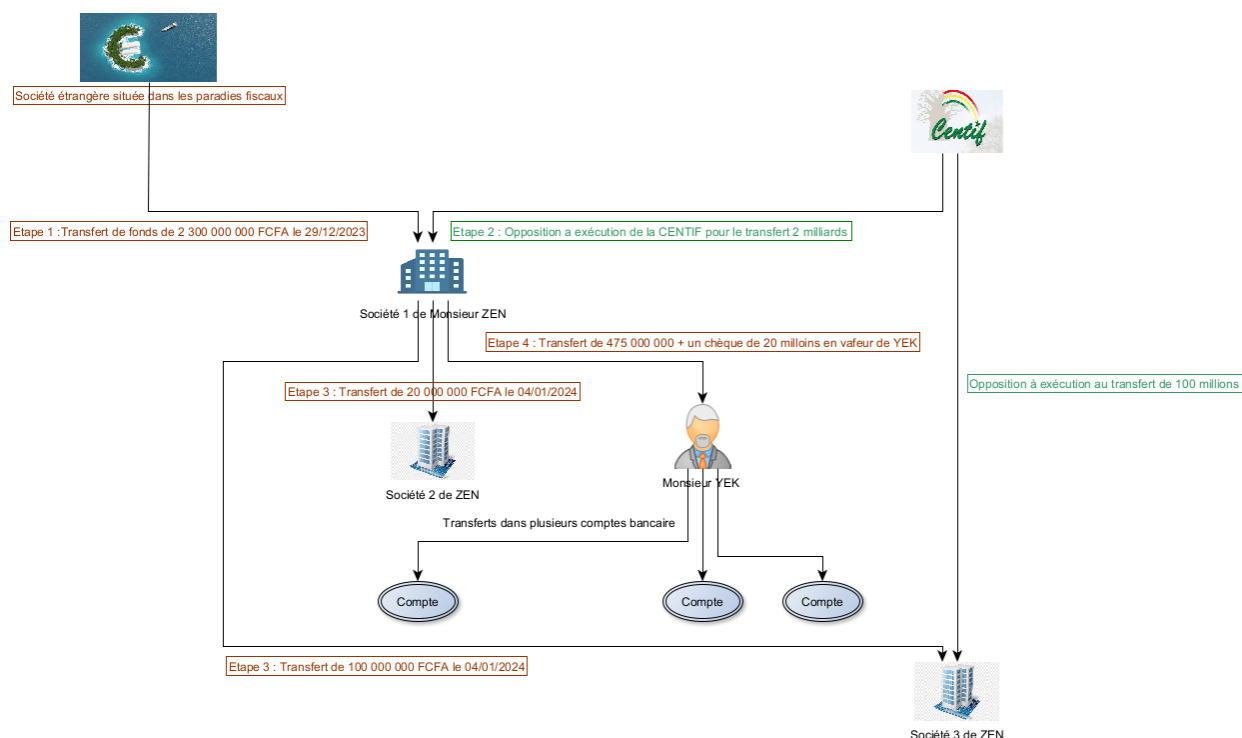 Société étrangère située dans les paradies fiscaux
Centif
Etape 1 :Transfert de fonds de 2 300 000 000 FCFA le 29/12/2023
Etape 2 : Opposition a exécution de la CENTIF pour le transfert 2 milliards
Société 1 de Monsieur ZEN
Etape 4 : Transfert de 475 000 000 + un chèque de 20 milloins en vafeur de YEK
Etape 3 : Transfert de 20 000 000 FCFA le 04/01/2024
Opposition à exécution au transfert de 100 millions
Monsieur YEK
Société 2 de ZEN
Transferts dans plusieurs comptes bancaire
Compte
Compte
Compte
Etape 3 : Transfert de 100 000 000 FCFA le 04/01/2024
Société 3 de ZEN